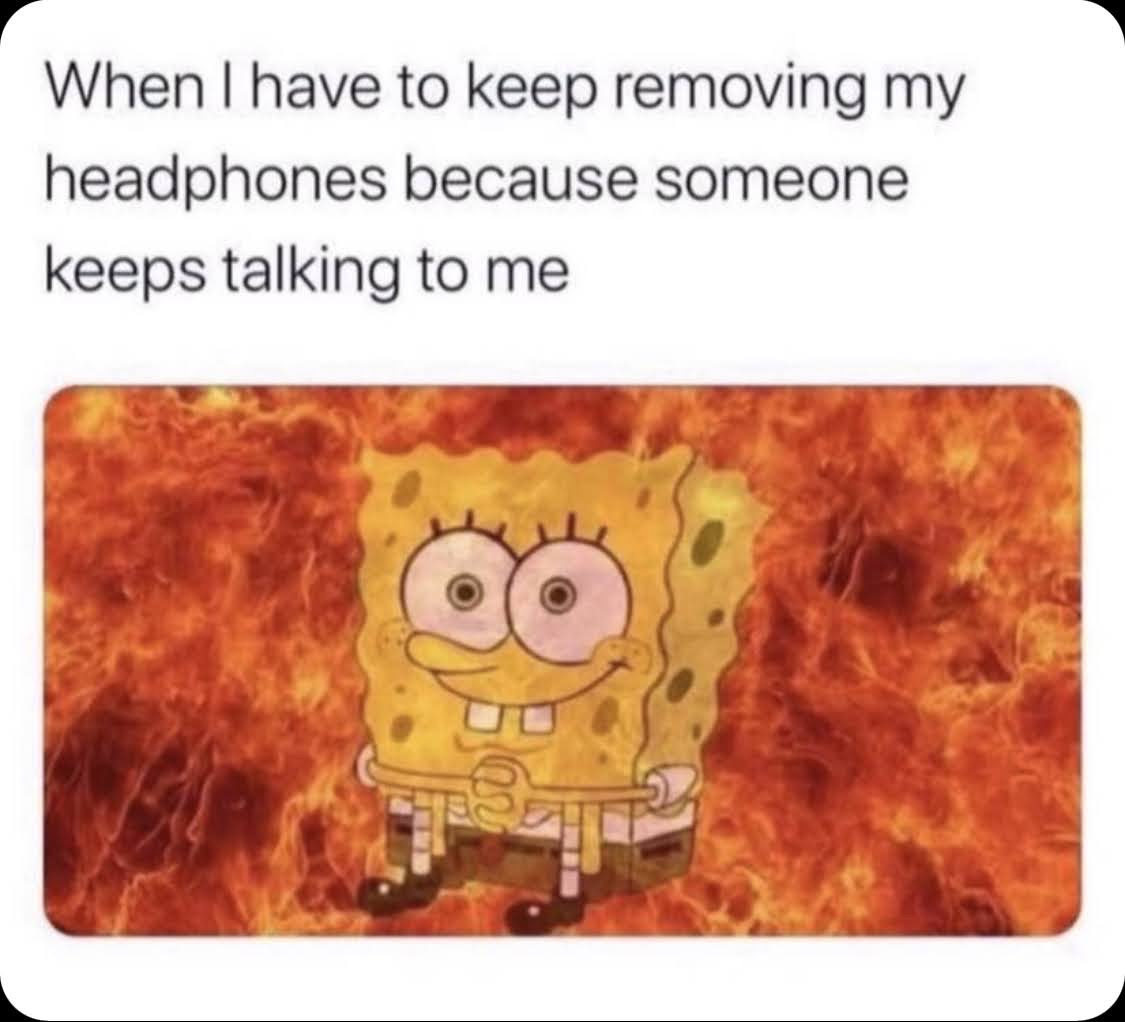 When I have to keep removing my
headphones because someone
keeps talking to me